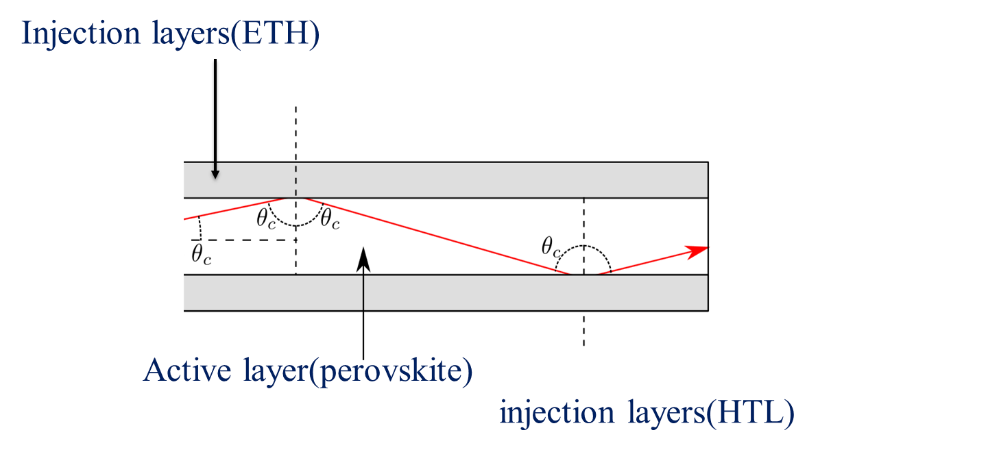 Injection layers(ETH)
θc θc
θc
θc
Active layer(perovskite)
injection layers(HTL)